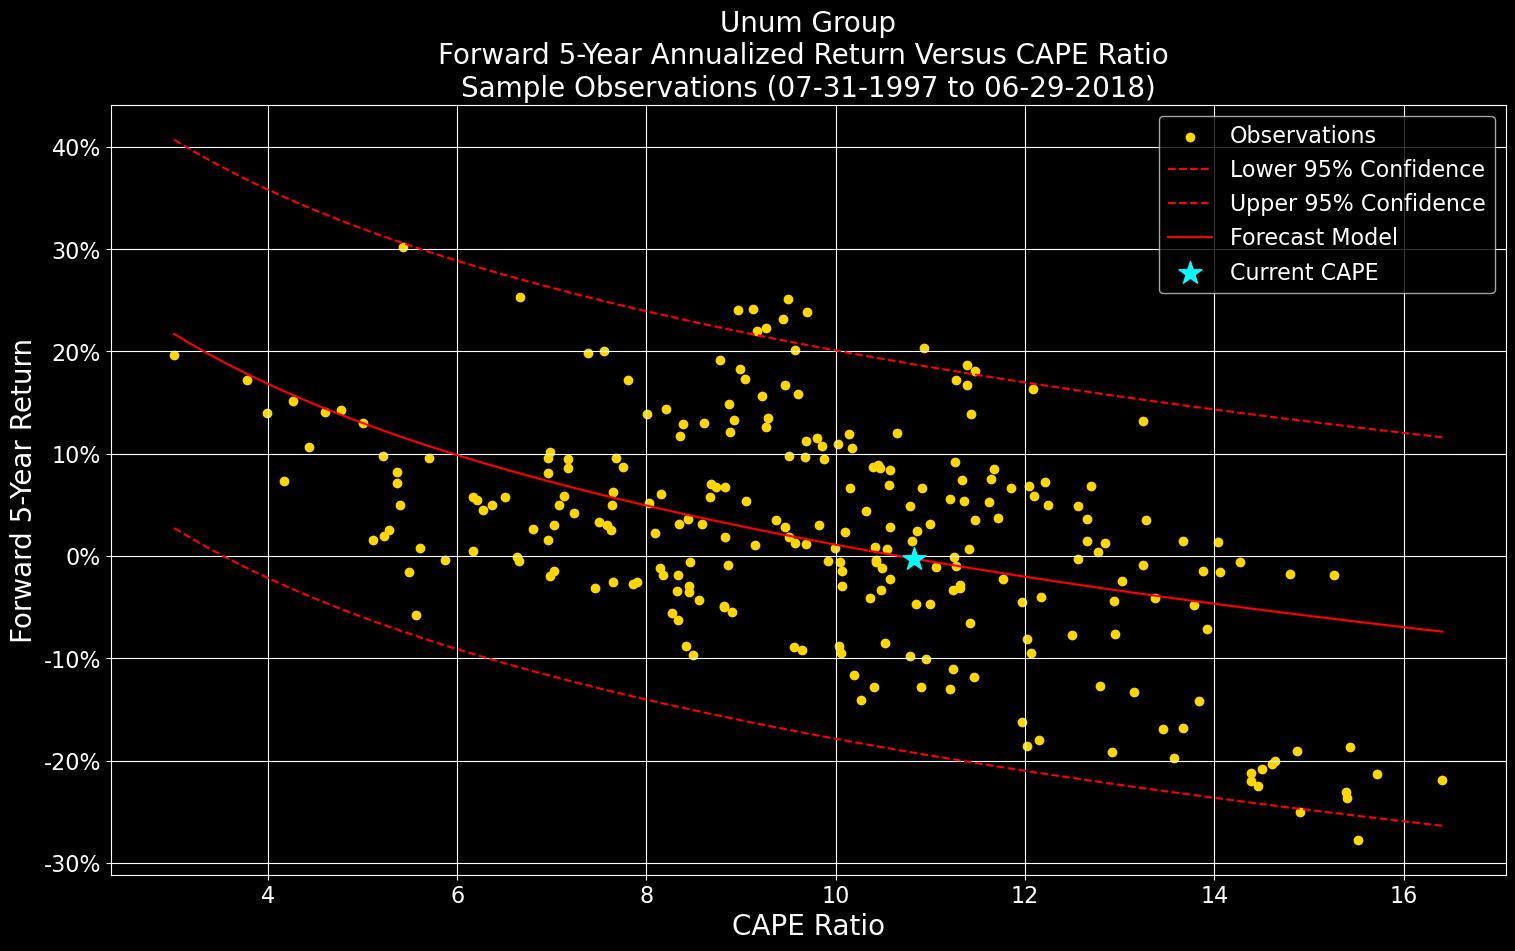 Unum Group
Forward 5-Year Annualized Return Versus CAPE Ratio
Sample Observations (07-31-1997 to 06-29-2018)
Observations
Lower 95% Confidence
Upper 95% Confidence
Forecast Model
Current CAPE
Forward 5-Year Return
40%
30%
20%
10%
0%
-10%
-20%
-30%
4 6 8 10 12 14 16
CAPE Ratio